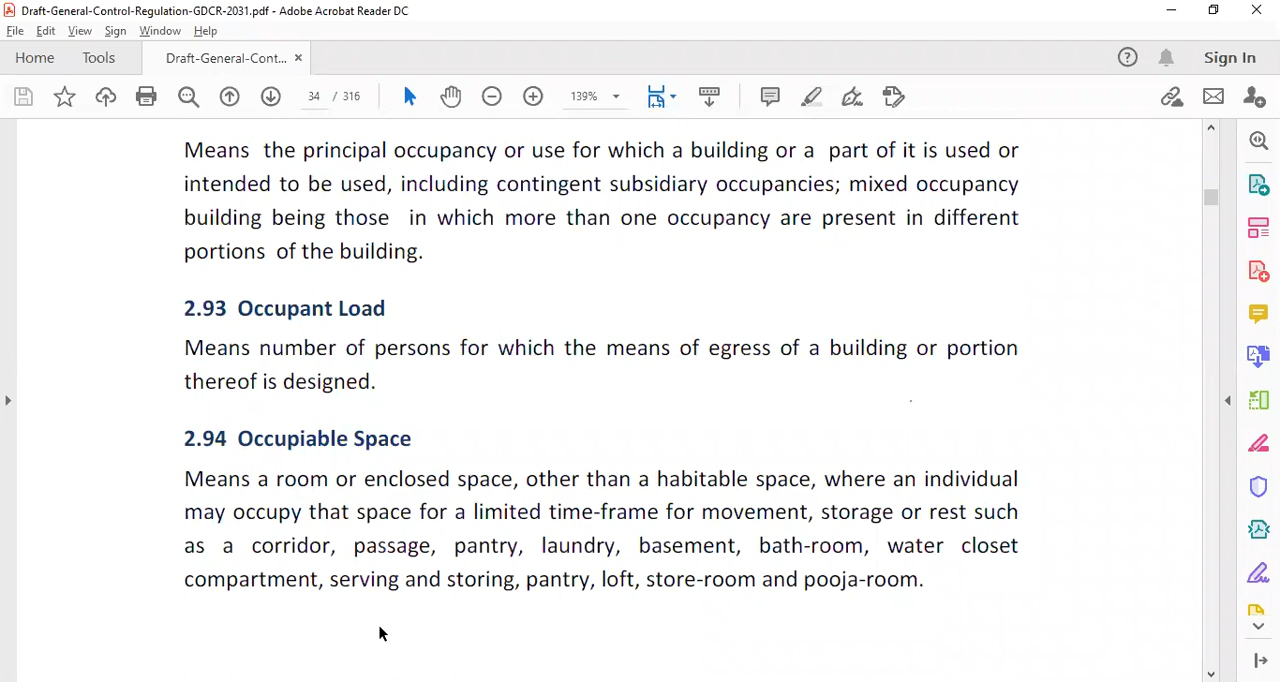 Draft-General-Control-Regulation-GDCR-2031.pdf - Adobe Acrobat Reader DC
File Edit View Sign Window Help
Home Tools Draft-General-Cont... × Sign In
34 / 316 139%
Means the principal occupancy or use for which a building or a part of it is used or
intended to be used, including contingent subsidiary occupancies; mixed occupancy
building being those in which more than one occupancy are present in different
portions of the building.
2.93 Occupant Load
Means number of persons for which the means of egress of a building or portion
thereof is designed.
2.94 Occupiable Space
Means a room or enclosed space, other than a habitable space, where an individual
may occupy that space for a limited time-frame for movement, storage or rest such
as a corridor, passage, pantry, laundry, basement, bath-room, water closet
compartment, serving and storing, pantry, loft, store-room and pooja-room.